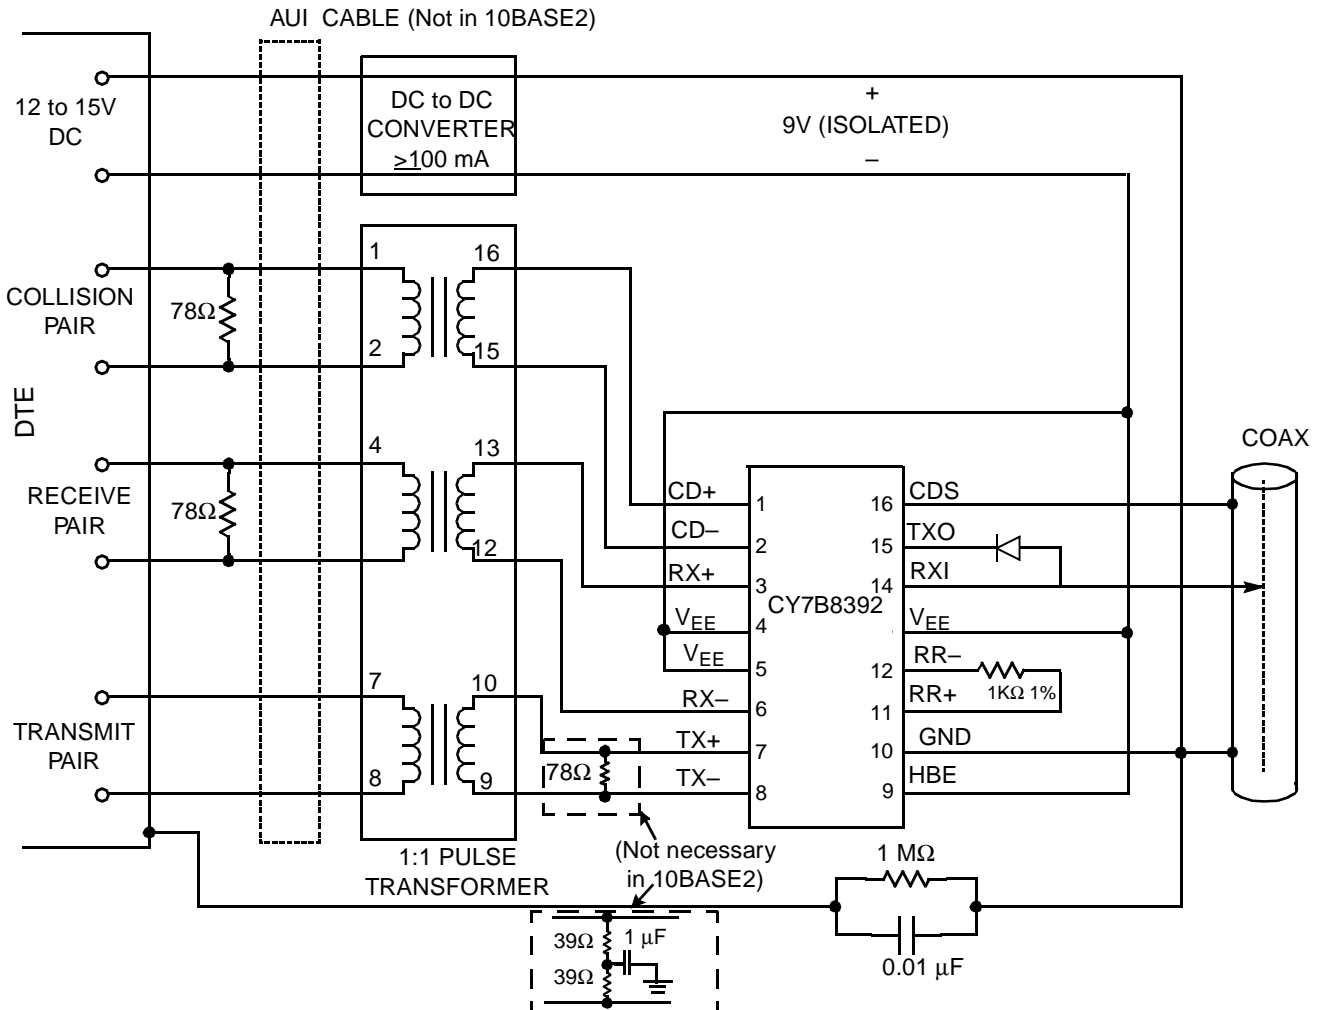 AUI CABLE (Not in 10BASE2)
12 to 15V
DC
DC to DC
CONVERTER
≥100 mA
+
9V (ISOLATED)
–
1
16
COLLISION
PAIR
78Ω
2
15
DTE
4
13
RECEIVE
PAIR
78Ω
12
COAX
CD+
1
16
CDS
CD–
2
15
TXO
RX+
3
14
RXI
CY7B8392
VEE
4
VEE
VEE
5
12
RR–
1KΩ 1%
RX–
6
11
RR+
7
10
TRANSMIT
PAIR
TX+
7
10
GND
78Ω
8
9
TX–
8
9
HBE
1:1 PULSE
TRANSFORMER
(Not necessary
in 10BASE2)
1 MΩ
0.01 µF
39Ω
1 µF
39Ω